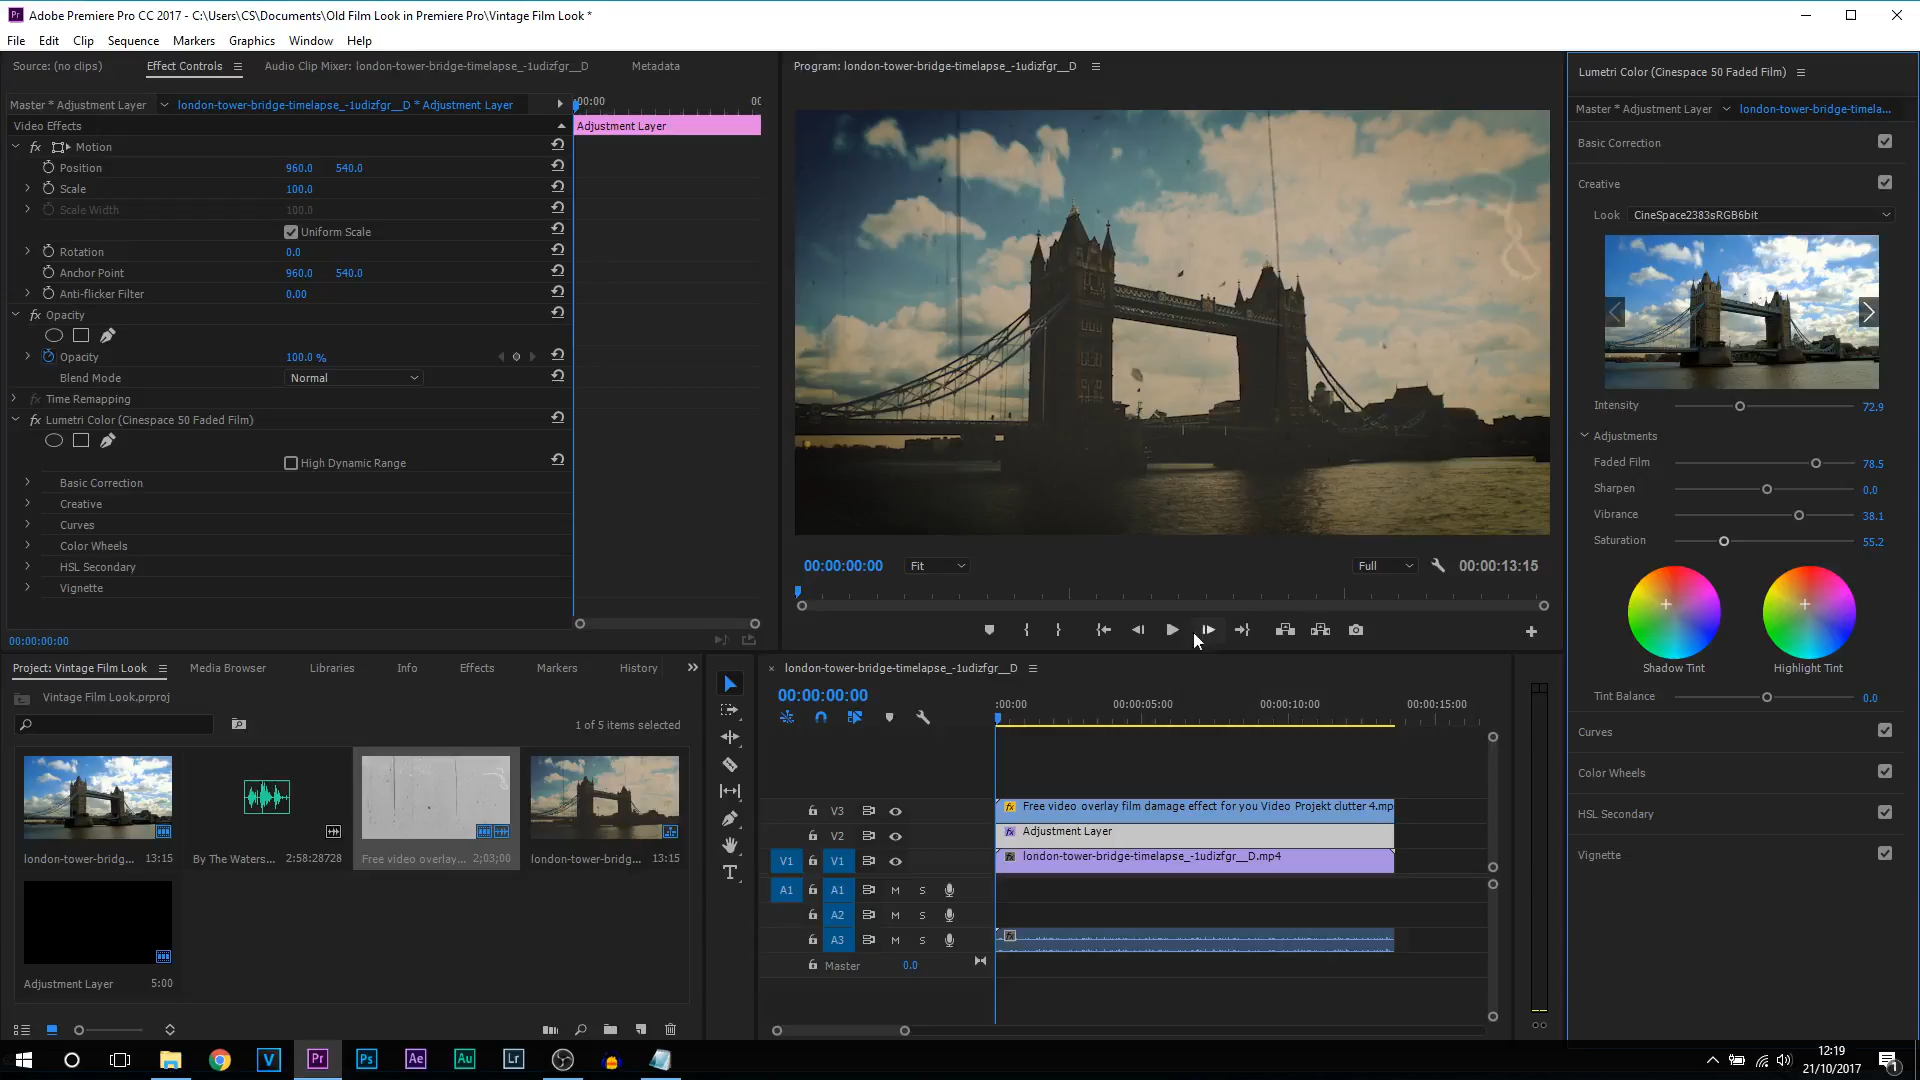 Adobe Premiere Pro CC 2017 - C:\Users\CS\Documents\Old Film Look in Premiere Pro\Vintage Film Look *
File Edit Clip Sequence Markers Graphics Window Help
Source: (no clips) Effect Controls Audio Clip Mixer: london-tower-bridge-timelapse_-1udizfgr__D Metadata
Master * Adjustment Layer london-tower-bridge-timelapse_-1udizfgr__D * Adjustment Layer
:00:00 00
Video Effects
Adjustment Layer
fx Motion
Position 960.0 540.0
Scale 100.0
Scale Width 100.0
Uniform Scale
Rotation 0.0
Anchor Point 960.0 540.0
Anti-flicker Filter 0.00
fx Opacity
Opacity 100.0 %
Blend Mode Normal
fx Time Remapping
fx Lumetri Color (Cinespace 50 Faded Film)
High Dynamic Range
Basic Correction
Creative
Curves
Color Wheels
HSL Secondary
Vignette
00:00:00:00
Program: london-tower-bridge-timelapse_-1udizfgr__D
00:00:00:00 Fit Full 00:00:13:15
Lumetri Color (Cinespace 50 Faded Film)
Master * Adjustment Layer london-tower-bridge-timela...
Basic Correction
Creative
Look CineSpace2383sRGB6bit
Intensity 72.9
Adjustments
Faded Film 78.5
Sharpen 0.0
Vibrance 38.1
Saturation 55.2
Shadow Tint Highlight Tint
Tint Balance 0.0
Curves
Color Wheels
HSL Secondary
Vignette
Project: Vintage Film Look Media Browser Libraries Info Effects Markers History
Vintage Film Look.prproj
1 of 5 items selected
london-tower-bridg... 13:15
By The Waters... 2:58:28728
Free video overlay... 2;03;00
london-tower-bridg... 13:15
Adjustment Layer 5:00
london-tower-bridge-timelapse_-1udizfgr__D
00:00:00:00
:00:00 00:00:05:00 00:00:10:00 00:00:15:00
V3 fx Free video overlay film damage effect for you Video Projekt clutter 4.mp
V2 fx Adjustment Layer
V1 V1 fx london-tower-bridge-timelapse_-1udizfgr__D.mp4
A1 A1 M S
A2 M S
A3 M S
Master 0.0
V Pr Ps Ae Au Lr
12:19
21/10/2017
1